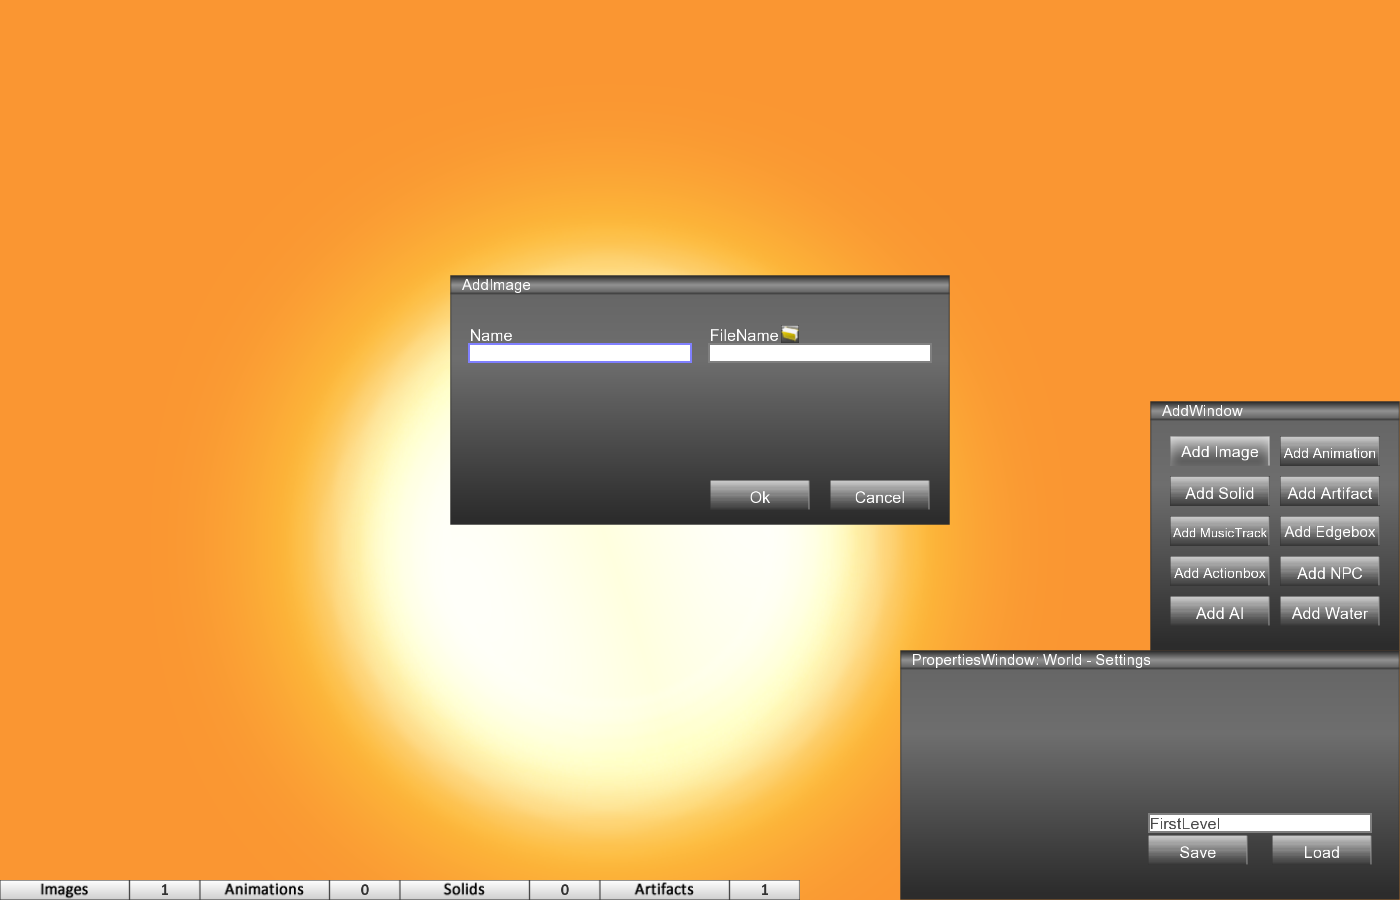 AddImage
Name
FileName
Ok
Cancel
AddWindow
Add Image
Add Animation
Add Solid
Add Artifact
Add MusicTrack
Add Edgebox
Add Actionbox
Add NPC
Add AI
Add Water
PropertiesWindow: World - Settings
FirstLevel
Save
Load
Images 1 Animations 0 Solids 0 Artifacts 1